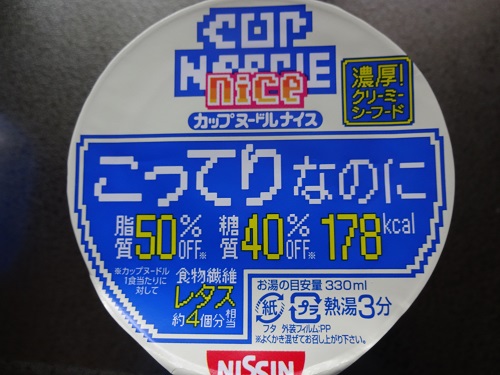 CUP
NOODLE
nice
カップヌードルナイス
濃厚!
クリーミー
シーフード
こってりなのに
脂質50%OFF※ 糖質40%OFF※ 178kcal
※カップヌードル
1食当たりに
対して
食物繊維
レタス
約4個分相当
お湯の目安量 330ml
紙 プラ 熱湯3分
フタ 外装フィルム:PP
※よくかき混ぜてお召し上がり下さい。
NISSIN